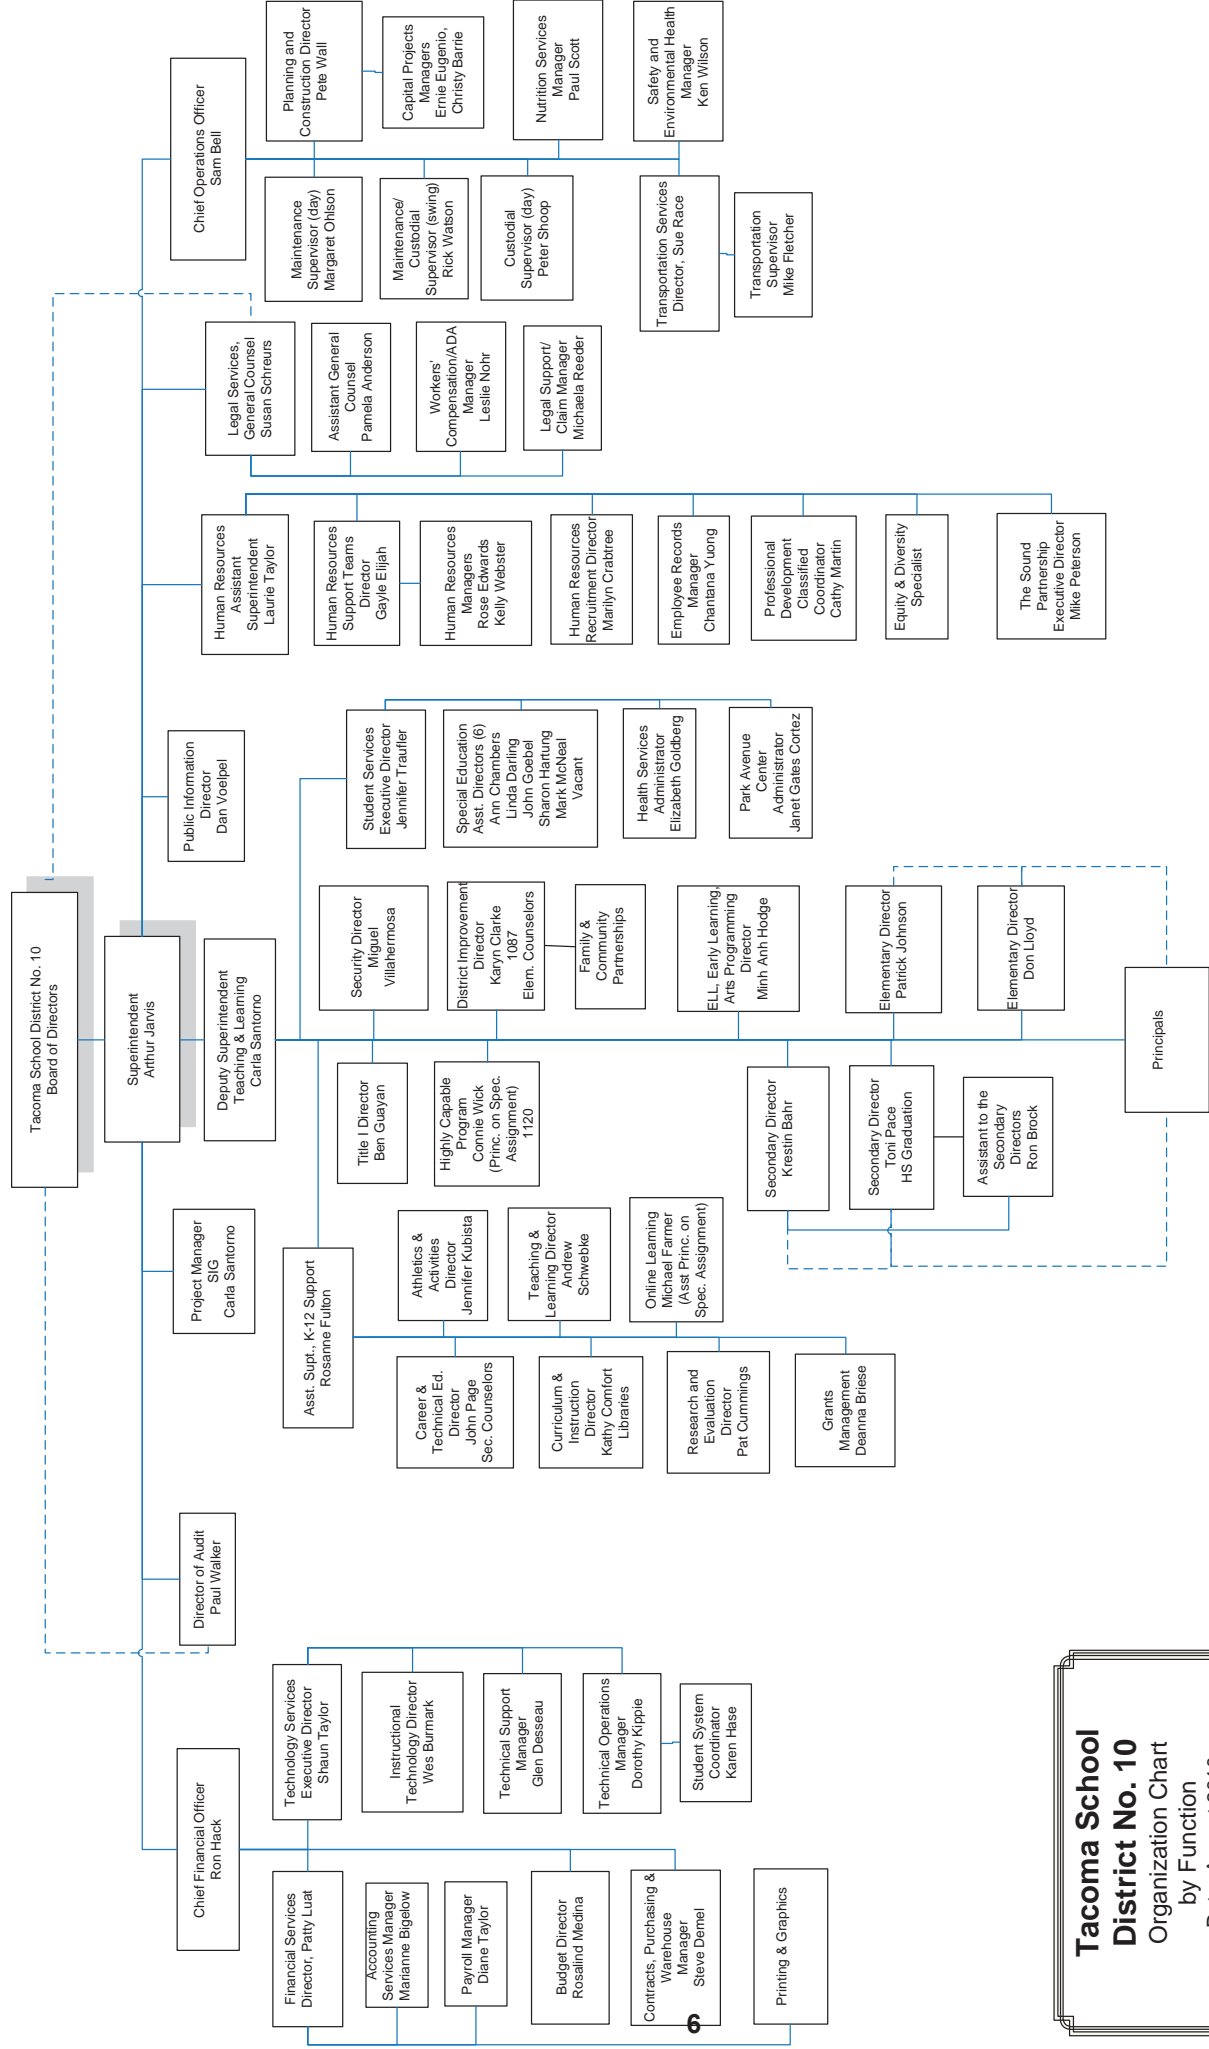 Tacoma School District No. 10
Board of Directors
Superintendent
Arthur Jarvis
Deputy Superintendent
Teaching & Learning
Carla Santorno
Chief Financial Officer
Ron Hack
Director of Audit
Paul Walker
Project Manager
SIG
Carla Santorno
Public Information
Director
Dan Voelpel
Human Resources
Assistant
Superintendent
Laurie Taylor
Legal Services,
General Counsel
Susan Schreurs
Chief Operations Officer
Sam Bell
Financial Services
Director, Patty Luat
Accounting
Services Manager
Marianne Bigelow
Payroll Manager
Diane Taylor
Budget Director
Rosalind Medina
Contracts, Purchasing &
Warehouse
Manager
Steve Demel
Printing & Graphics
Technology Services
Executive Director
Shaun Taylor
Instructional
Technology Director
Wes Burmark
Technical Support
Manager
Glen Desseau
Technical Operations
Manager
Dorothy Kippie
Student System
Coordinator
Karen Hase
Asst. Supt., K-12 Support
Rosanne Fulton
Career &
Technical Ed.
Director
John Page
Sec. Counselors
Curriculum &
Instruction
Director
Kathy Comfort
Libraries
Research and
Evaluation
Director
Pat Cummings
Grants
Management
Deanna Briese
Athletics &
Activities
Director
Jennifer Kubista
Teaching &
Learning Director
Andrew
Schwebke
Online Learning
Michael Farmer
(Asst Princ. on
Spec. Assignment)
Title I Director
Ben Guayan
Highly Capable
Program
Connie Wick
(Princ. on Spec.
Assignment)
1120
Secondary Director
Krestin Bahr
Secondary Director
Toni Pace
HS Graduation
Assistant to the
Secondary
Directors
Ron Brock
Security Director
Miguel
Villahermosa
District Improvement
Director
Karyn Clarke
1087
Elem. Counselors
Family &
Community
Partnerships
ELL, Early Learning,
Arts Programming
Director
Minh Anh Hodge
Elementary Director
Patrick Johnson
Elementary Director
Don Lloyd
Principals
Student Services
Executive Director
Jennifer Traufler
Special Education
Asst. Directors (6)
Ann Chambers
Linda Darling
John Goebel
Sharon Hartung
Mark McNeal
Vacant
Health Services
Administrator
Elizabeth Goldberg
Park Avenue
Center
Administrator
Janet Gates Cortez
Human Resources
Support Teams
Director
Gayle Elijah
Human Resources
Managers
Rose Edwards
Kelly Webster
Human Resources
Recruitment Director
Marilyn Crabtree
Employee Records
Manager
Chantana Yuong
Professional
Development
Classified
Coordinator
Cathy Martin
Equity & Diversity
Specialist
The Sound
Partnership
Executive Director
Mike Peterson
Assistant General
Counsel
Pamela Anderson
Workers'
Compensation/ADA
Manager
Leslie Nohr
Legal Support/
Claim Manager
Michaela Reeder
Maintenance
Supervisor (day)
Margaret Ohlson
Maintenance/
Custodial
Supervisor (swing)
Rick Watson
Custodial
Supervisor (day)
Peter Shoop
Transportation Services
Director, Sue Race
Transportation
Supervisor
Mike Fletcher
Planning and
Construction Director
Pete Wall
Capital Projects
Managers
Ernie Eugenio,
Christy Barrie
Nutrition Services
Manager
Paul Scott
Safety and
Environmental Health
Manager
Ken Wilson
Tacoma School
District No. 10
Organization Chart
by Function
6